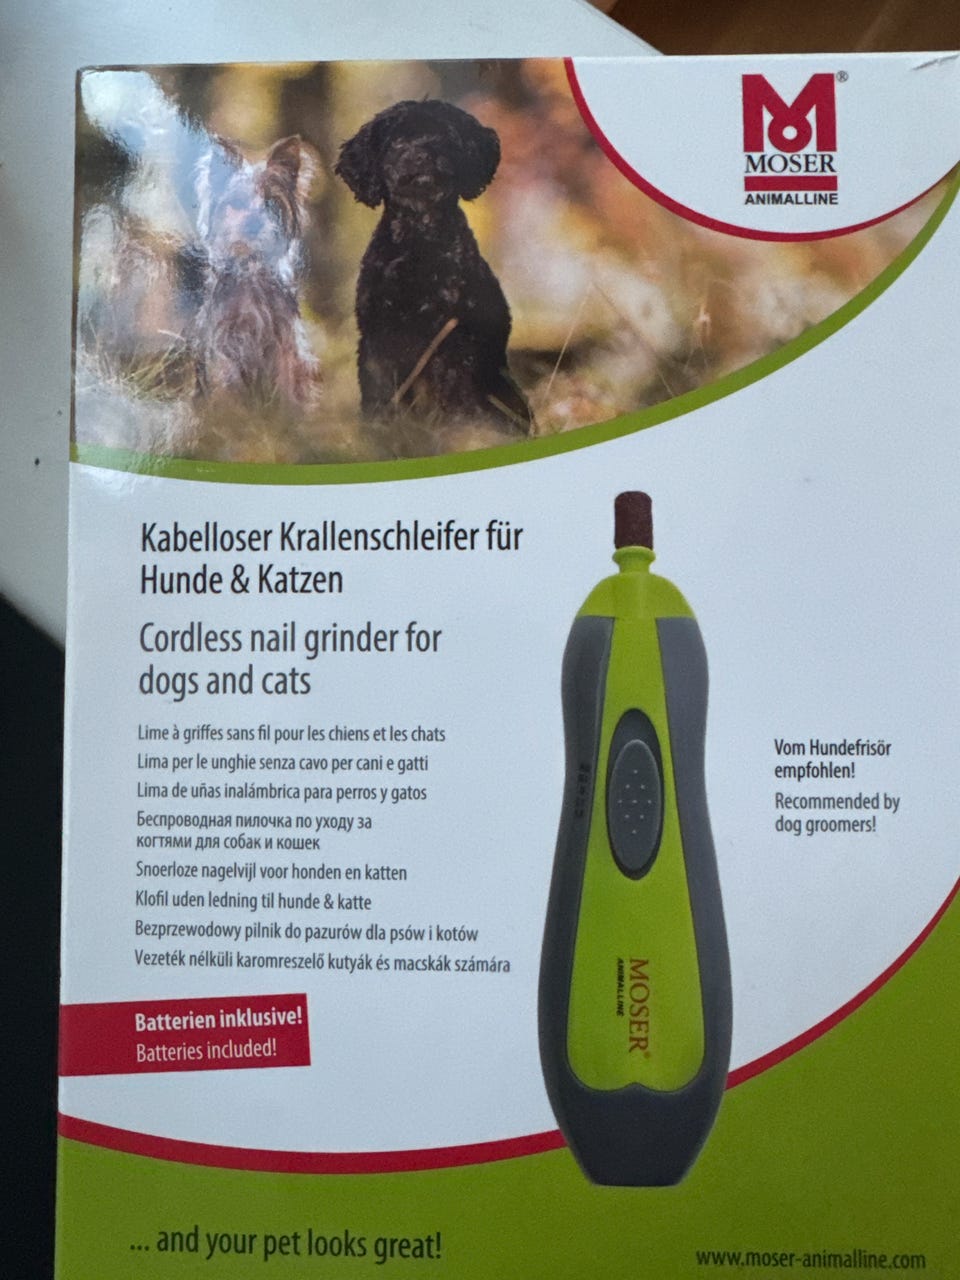 M®
MOSER
ANIMALLINE
Kabelloser Krallenschleifer für
Hunde & Katzen
Cordless nail grinder for
dogs and cats
Lime à griffes sans fil pour les chiens et les chats
Lima per le unghie senza cavo per cani e gatti
Lima de uñas inalámbrica para perros y gatos
Беспроводная пилочка по уходу за
когтями для собак и кошек
Snoerloze nagelvijl voor honden en katten
Klofil uden ledning til hunde & katte
Bezprzewodowy pilnik do pazurów dla psów i kotów
Vezeték nélküli karomreszelő kutyák és macskák számára
Vom Hundefrisör
empfohlen!
Recommended by
dog groomers!
MOSER®
ANIMALLINE
Batterien inklusive!
Batteries included!
... and your pet looks great!
www.moser-animalline.com